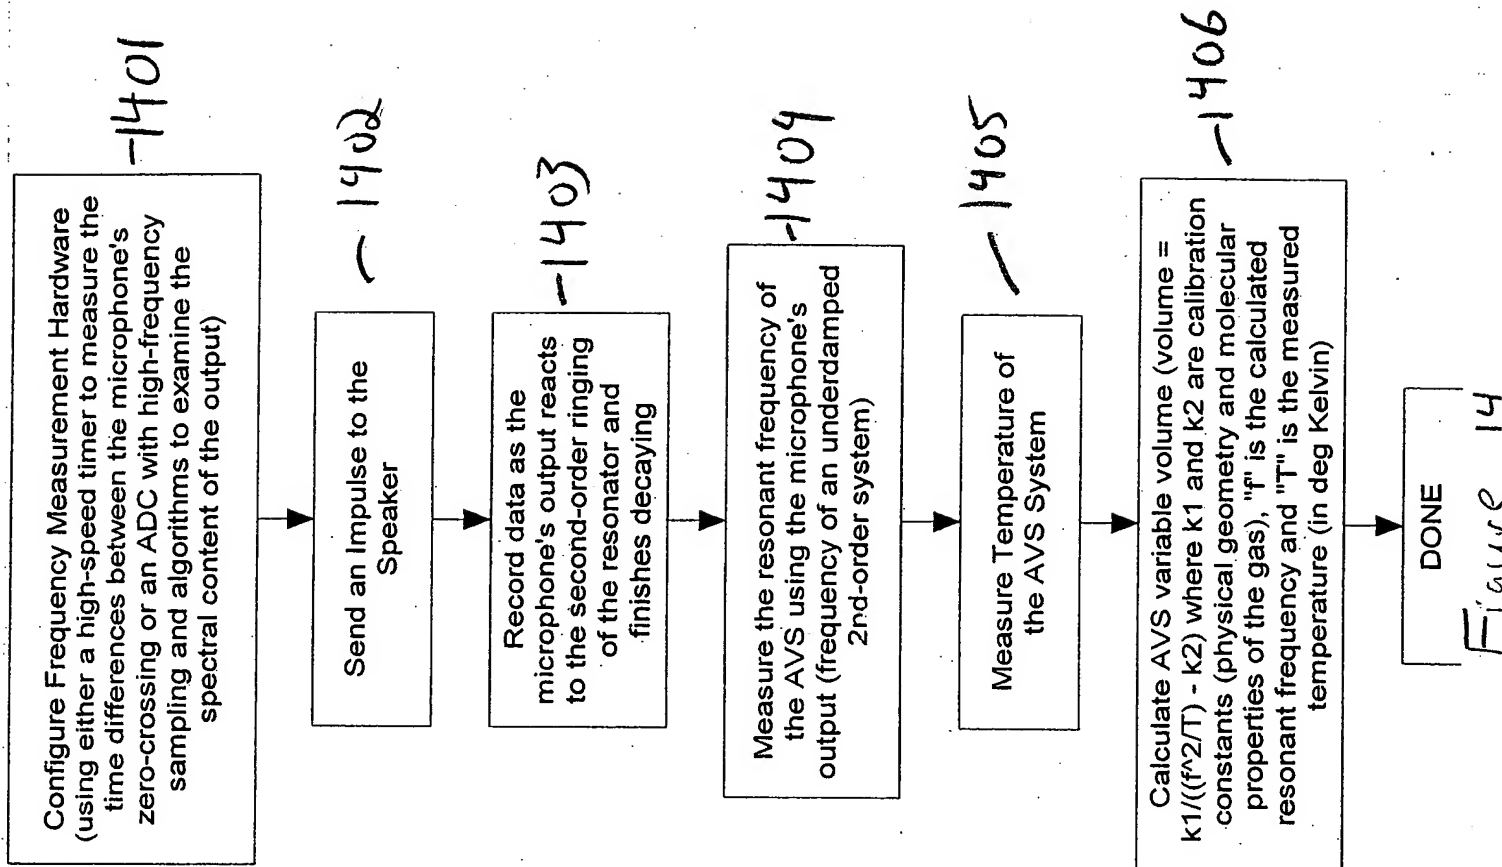 Configure Frequency Measurement Hardware
(using either a high-speed timer to measure the
time differences between the microphone's
zero-crossing or an ADC with high-frequency
sampling and algorithms to examine the
spectral content of the output)
-1401
Send an Impulse to the
Speaker
-1402
Record data as the
microphone's output reacts
to the second-order ringing
of the resonator and
finishes decaying
-1403
Measure the resonant frequency of
the AVS using the microphone's
output (frequency of an underdamped
2nd-order system)
-1404
Measure Temperature of
the AVS System
-1405
Calculate AVS variable volume (volume =
k1/((f^2/T) - k2) where k1 and k2 are calibration
constants (physical geometry and molecular
properties of the gas), "f" is the calculated
resonant frequency and "T" is the measured
temperature (in deg Kelvin)
-1406
DONE
Figure 14